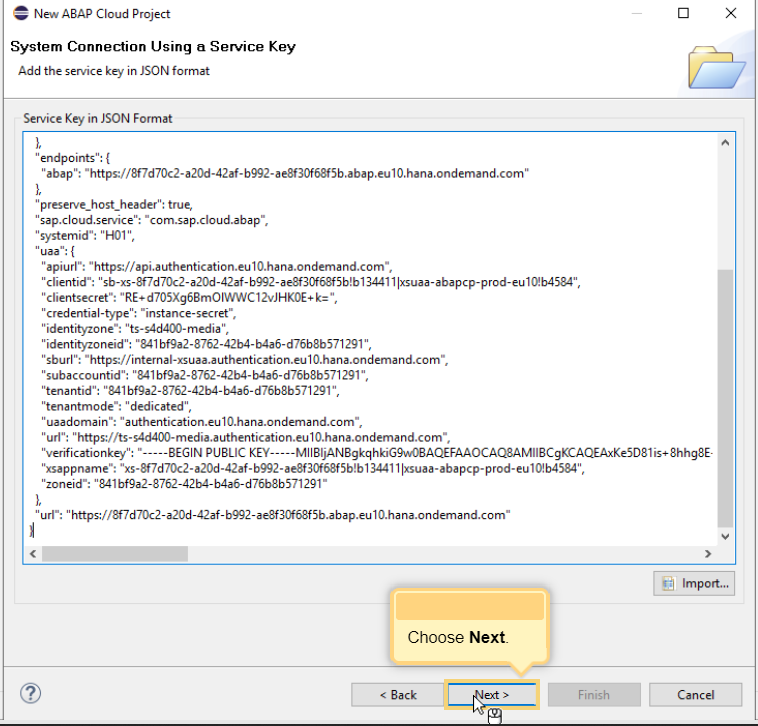 New ABAP Cloud Project
System Connection Using a Service Key
Add the service key in JSON format
Service Key in JSON Format
},
"endpoints": {
"abap": "https://8f7d70c2-a20d-42af-b992-ae8f30f68f5b.abap.eu10.hana.ondemand.com"
},
"preserve_host_header": true,
"sap.cloud.service": "com.sap.cloud.abap",
"systemid": "H01",
"uaa": {
"apiurl": "https://api.authentication.eu10.hana.ondemand.com",
"clientid": "sb-xs-8f7d70c2-a20d-42af-b992-ae8f30f68f5b!b134411|xsuaa-abapcp-prod-eu10!b4584",
"clientsecret": "RE+d705Xg6BmOIWWC12vJHK0E+k=",
"credential-type": "instance-secret",
"identityzone": "ts-s4d400-media",
"identityzoneid": "841bf9a2-8762-42b4-b4a6-d76b8b571291",
"sburl": "https://internal-xsuaa.authentication.eu10.hana.ondemand.com",
"subaccountid": "841bf9a2-8762-42b4-b4a6-d76b8b571291",
"tenantid": "841bf9a2-8762-42b4-b4a6-d76b8b571291",
"tenantmode": "dedicated",
"uaadomain": "authentication.eu10.hana.ondemand.com",
"url": "https://ts-s4d400-media.authentication.eu10.hana.ondemand.com",
"verificationkey": "-----BEGIN PUBLIC KEY-----MIIBIjANBgkqhkiG9w0BAQEFAAOCAQ8AMIIBCgKCAQEAxKe5D81is+8hhg8E
"xsappname": "xs-8f7d70c2-a20d-42af-b992-ae8f30f68f5b!b134411|xsuaa-abapcp-prod-eu10!b4584",
"zoneid": "841bf9a2-8762-42b4-b4a6-d76b8b571291"
},
"url": "https://8f7d70c2-a20d-42af-b992-ae8f30f68f5b.abap.eu10.hana.ondemand.com"
}
Import...
Choose Next.
< Back
Next >
Finish
Cancel